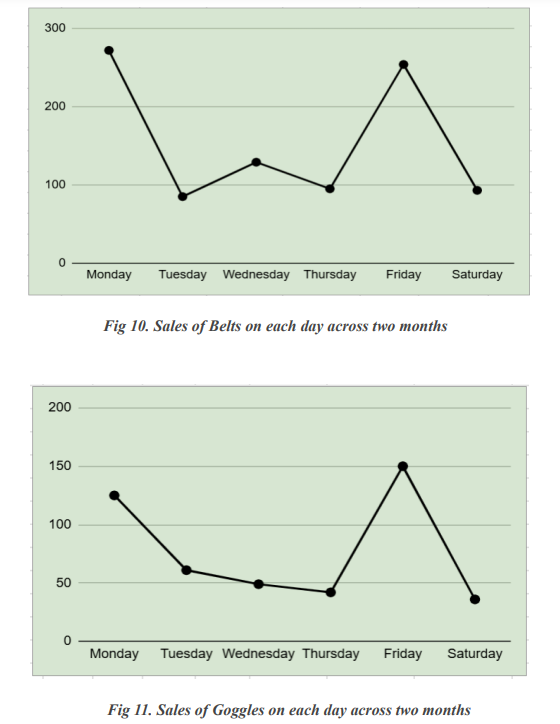 300
200
100
0
Monday Tuesday Wednesday Thursday Friday Saturday
Fig 10. Sales of Belts on each day across two months
200
150
100
50
0
Monday Tuesday Wednesday Thursday Friday Saturday
Fig 11. Sales of Goggles on each day across two months